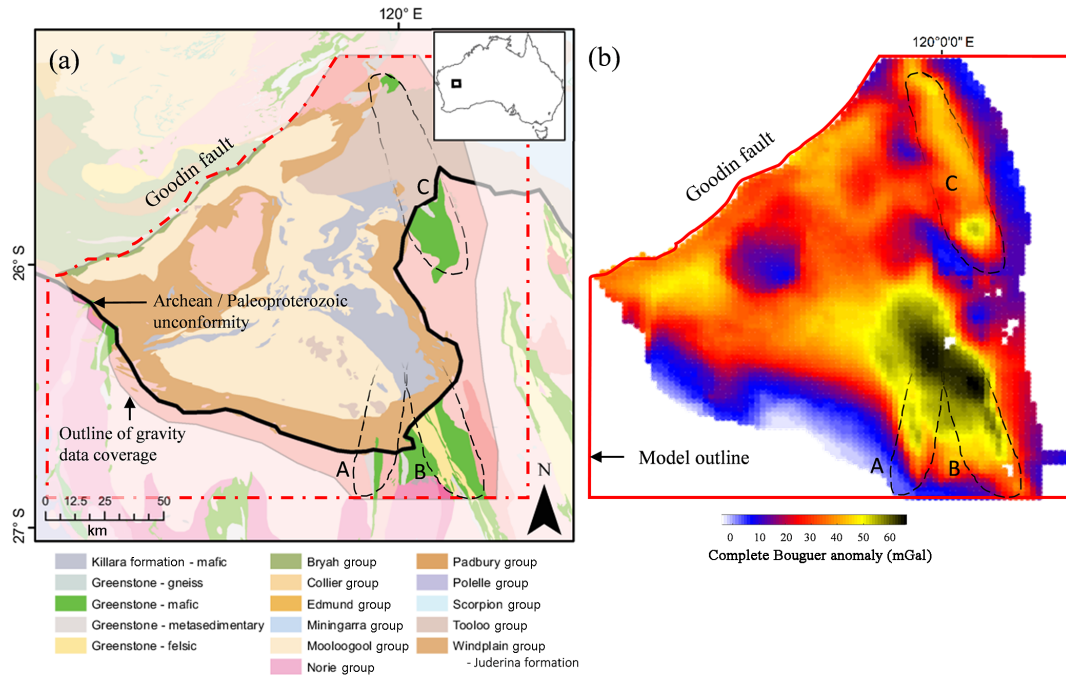 (a)
120° E
Goodin fault
C
26° S
Archean / Paleoproterozoic
unconformity
Outline of gravity
data coverage
A
B
N
0 12.5 25 50
km
27° S
Killara formation - mafic
Greenstone - gneiss
Greenstone - mafic
Greenstone - metasedimentary
Greenstone - felsic
Bryah group
Collier group
Edmund group
Miningarra group
Mooloogool group
Norie group
Padbury group
Polelle group
Scorpion group
Tooloo group
Windplain group
- Juderina formation
(b)
120°0'0" E
Goodin fault
C
Model outline
A
B
0 10 20 30 40 50 60
Complete Bouguer anomaly (mGal)